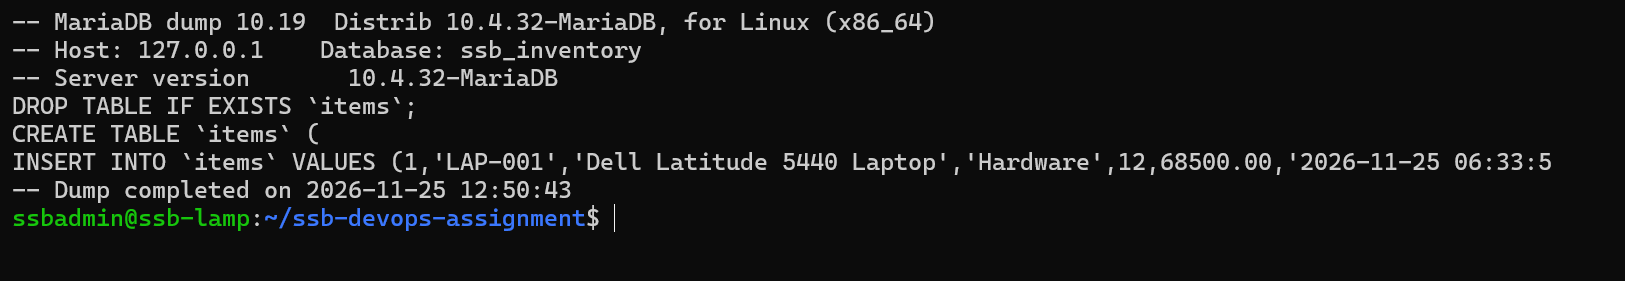 -- MariaDB dump 10.19  Distrib 10.4.32-MariaDB, for Linux (x86_64)
-- Host: 127.0.0.1    Database: ssb_inventory
-- Server version       10.4.32-MariaDB
DROP TABLE IF EXISTS `items`;
CREATE TABLE `items` (
INSERT INTO `items` VALUES (1,'LAP-001','Dell Latitude 5440 Laptop','Hardware',12,68500.00,'2026-11-25 06:33:5
-- Dump completed on 2026-11-25 12:50:43
ssbadmin@ssb-lamp:~/ssb-devops-assignment$